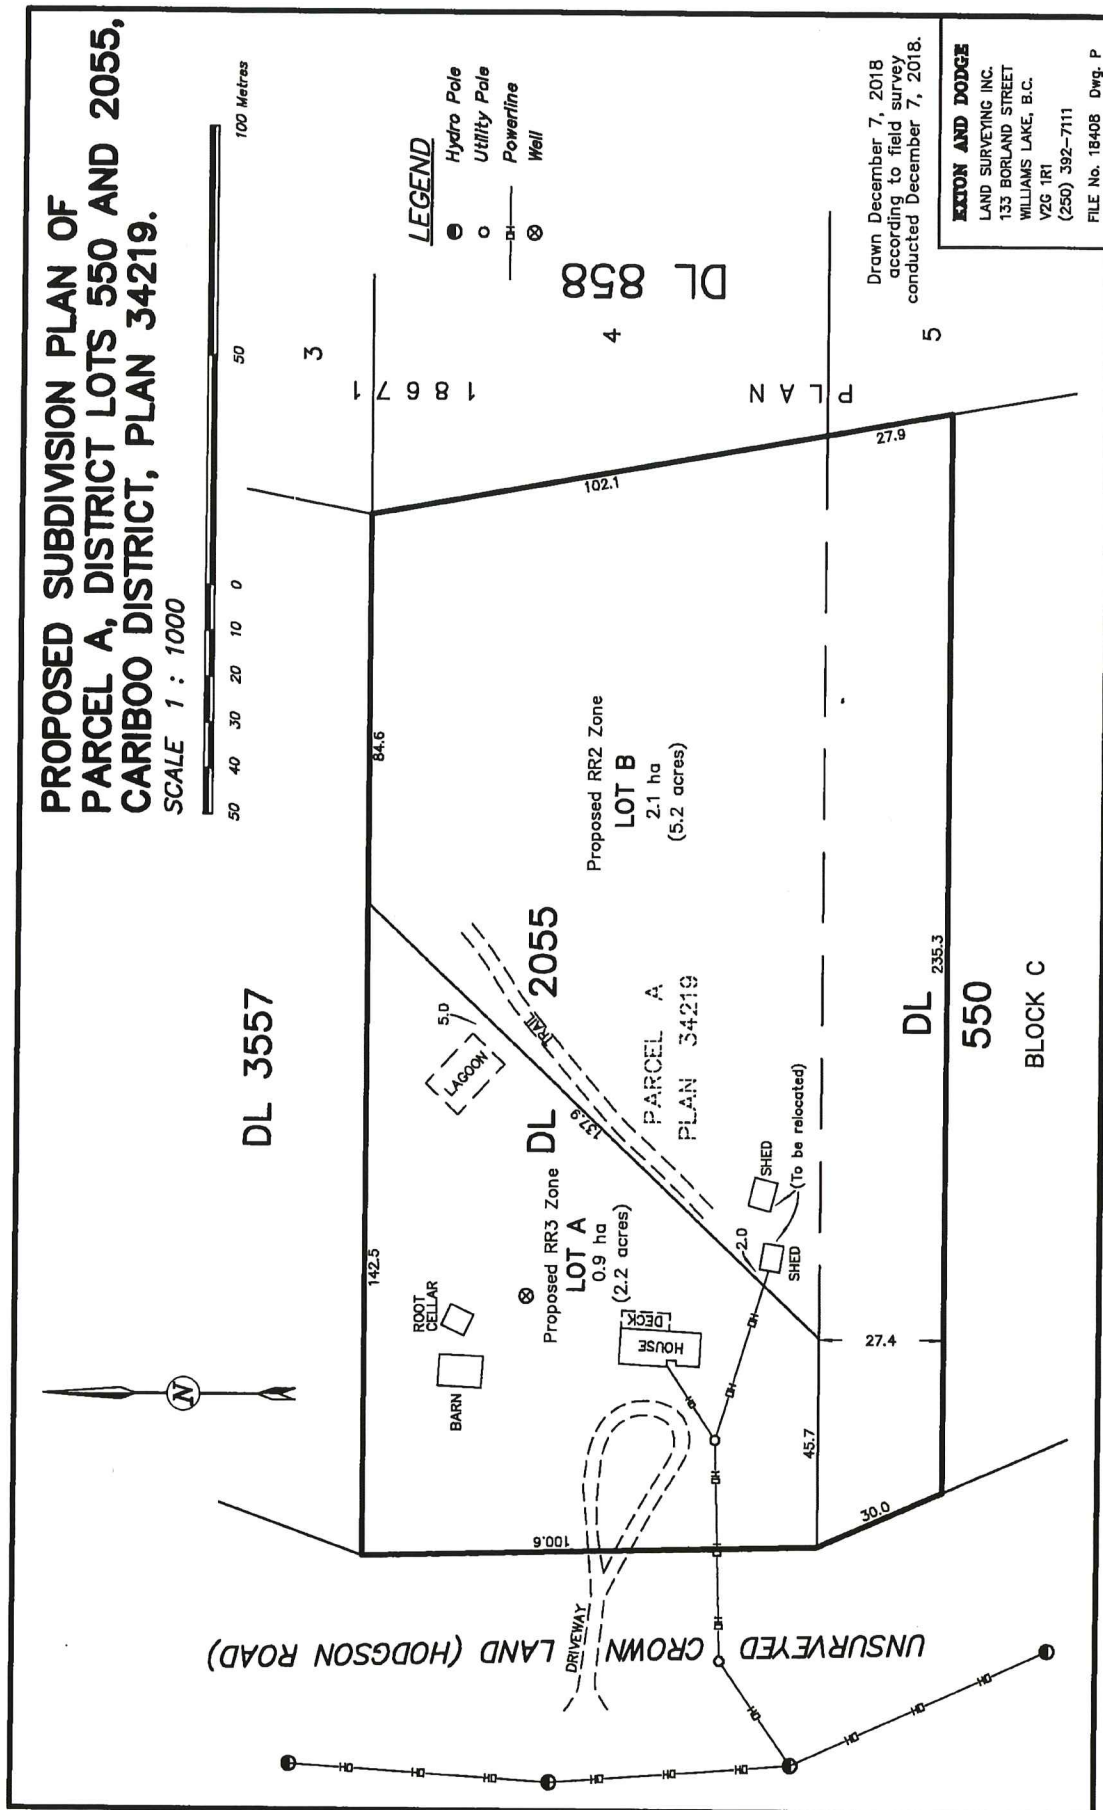 PROPOSED SUBDIVISION PLAN OF
PARCEL A, DISTRICT LOTS 550 AND 2055,
CARIBOO DISTRICT, PLAN 34219.
SCALE 1 : 1000
50 40 30 20 10 0 50 100 Metres
LEGEND
Hydro Pole
Utility Pole
Powerline
Well
DL 3557
3
18671
DL 858
4
PLAN
5
142.5
84.6
102.1
27.9
ROOT
CELLAR
BARN
LAGOON
5.0
TRAIL
137.9
DL 2055
Proposed RR3 Zone
LOT A
0.9 ha
(2.2 acres)
Proposed RR2 Zone
LOT B
2.1 ha
(5.2 acres)
PARCEL A
PLAN 34219
HOUSE
DECK
DRIVEWAY
100.6
2.0
SHED
SHED
(To be relocated)
45.7
27.4
30.0
235.3
DL
550
BLOCK C
UNSURVEYED CROWN LAND (HODGSON ROAD)
Drawn December 7, 2018
according to field survey
conducted December 7, 2018.
EXTON AND DODGE
LAND SURVEYING INC.
133 BORLAND STREET
WILLIAMS LAKE, B.C.
V2G 1R1
(250) 392-7111
FILE No. 18408 Dwg. P
N